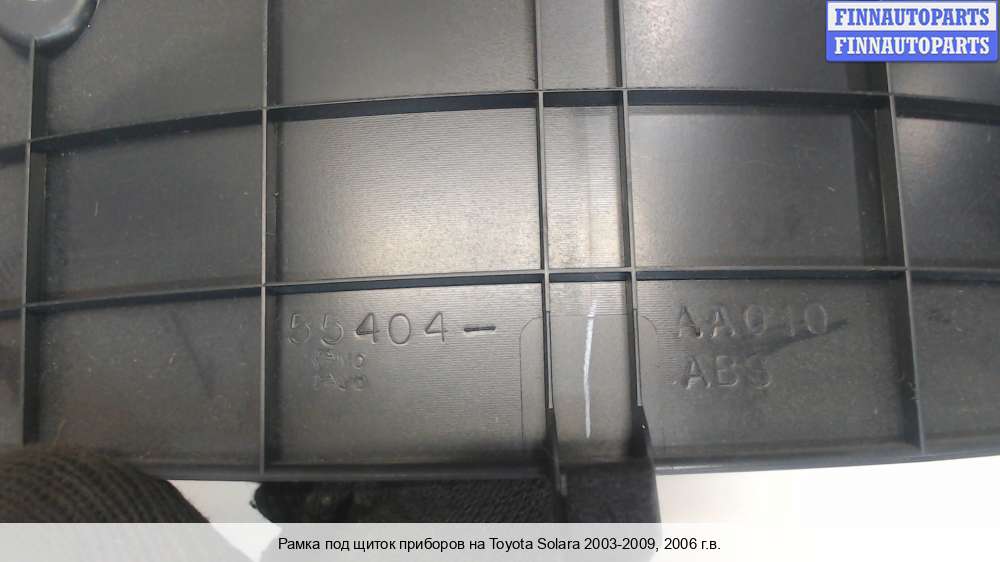 FINNAUTOPARTS
FINNAUTOPARTS
55404-
AA010
ABS
Рамка под щиток приборов на Toyota Solara 2003-2009, 2006 г.в.